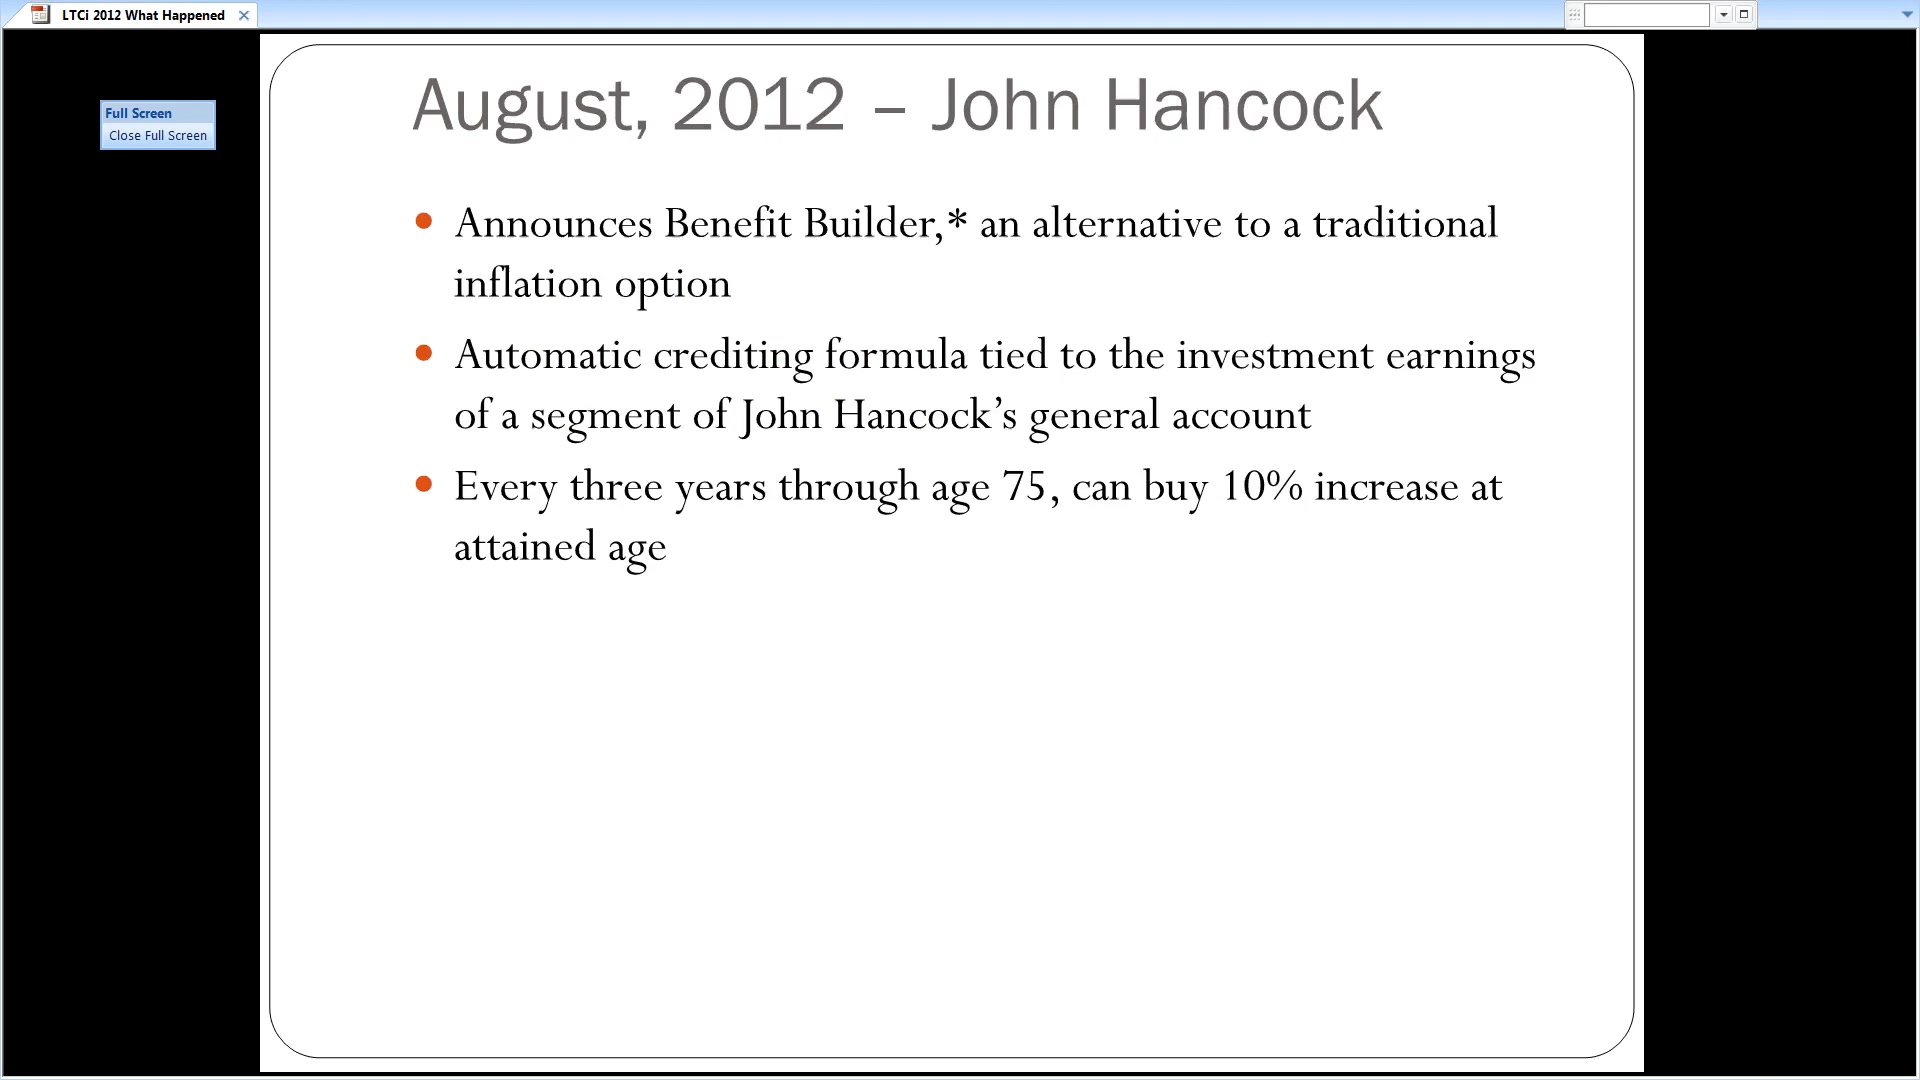 LTCi 2012 What Happened
Full Screen
Close Full Screen
August, 2012 – John Hancock
Announces Benefit Builder,* an alternative to a traditional
inflation option
Automatic crediting formula tied to the investment earnings
of a segment of John Hancock’s general account
Every three years through age 75, can buy 10% increase at
attained age